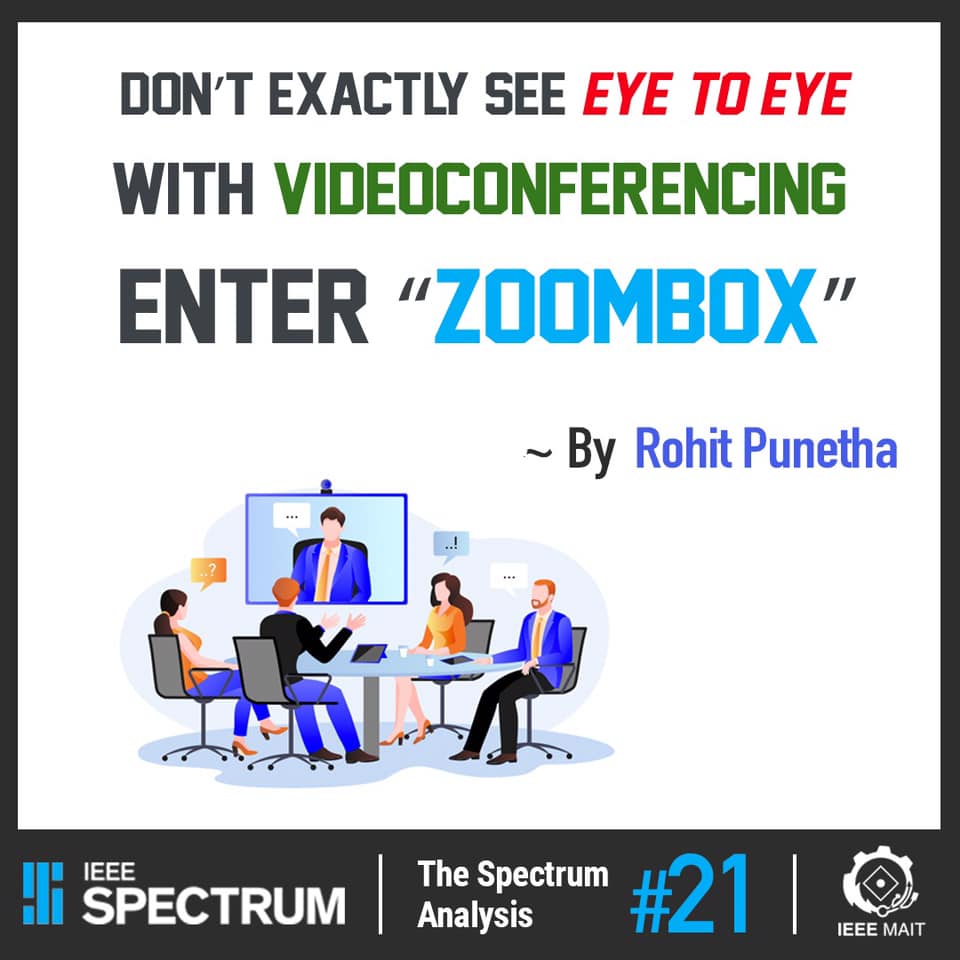 DON'T EXACTLY SEE EYE TO EYE
WITH VIDEOCONFERENCING
ENTER “ZOOMBOX”
~ By Rohit Punetha
...
..!
..?
...
IEEE
SPECTRUM
The Spectrum
Analysis
#21
IEEE MAIT